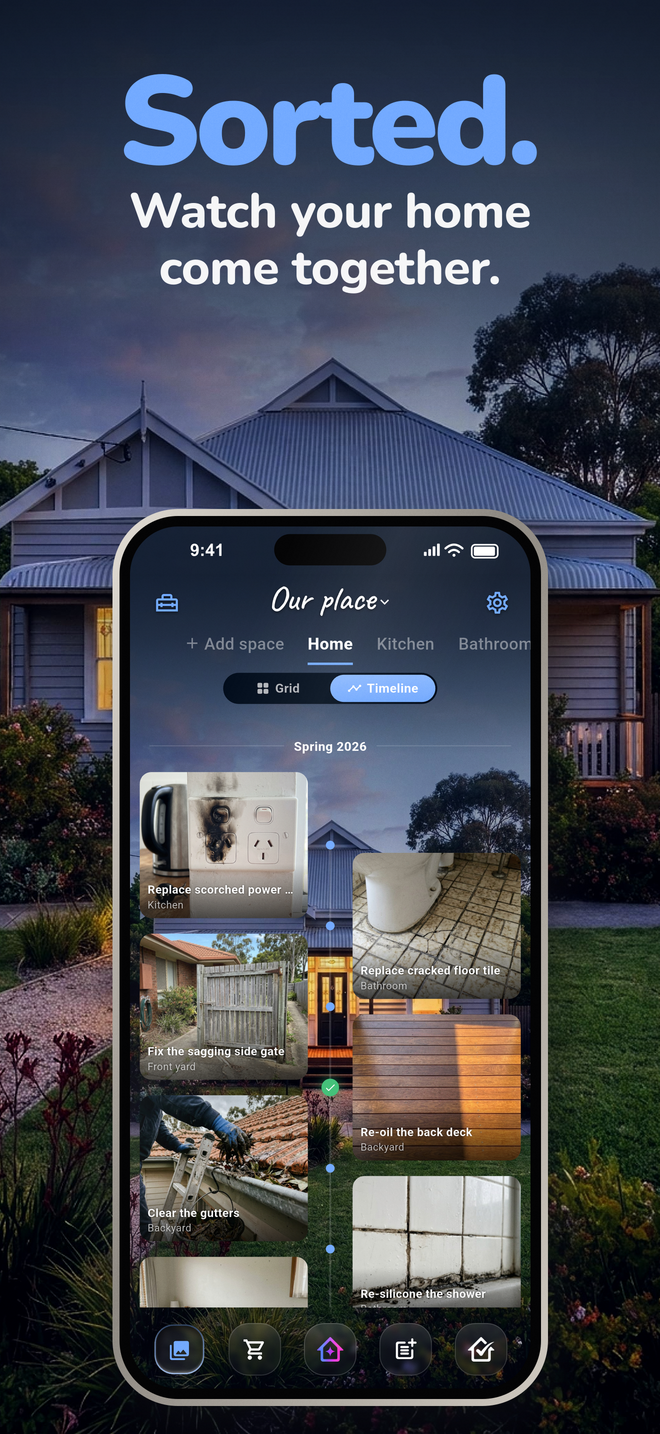 Sorted.
Watch your home
come together.
9:41
Our place
+ Add space Home Kitchen Bathroom
Grid Timeline
Spring 2026
Replace scorched power ...
Kitchen
Replace cracked floor tile
Bathroom
Fix the sagging side gate
Front yard
Re-oil the back deck
Backyard
Clear the gutters
Backyard
Re-silicone the shower